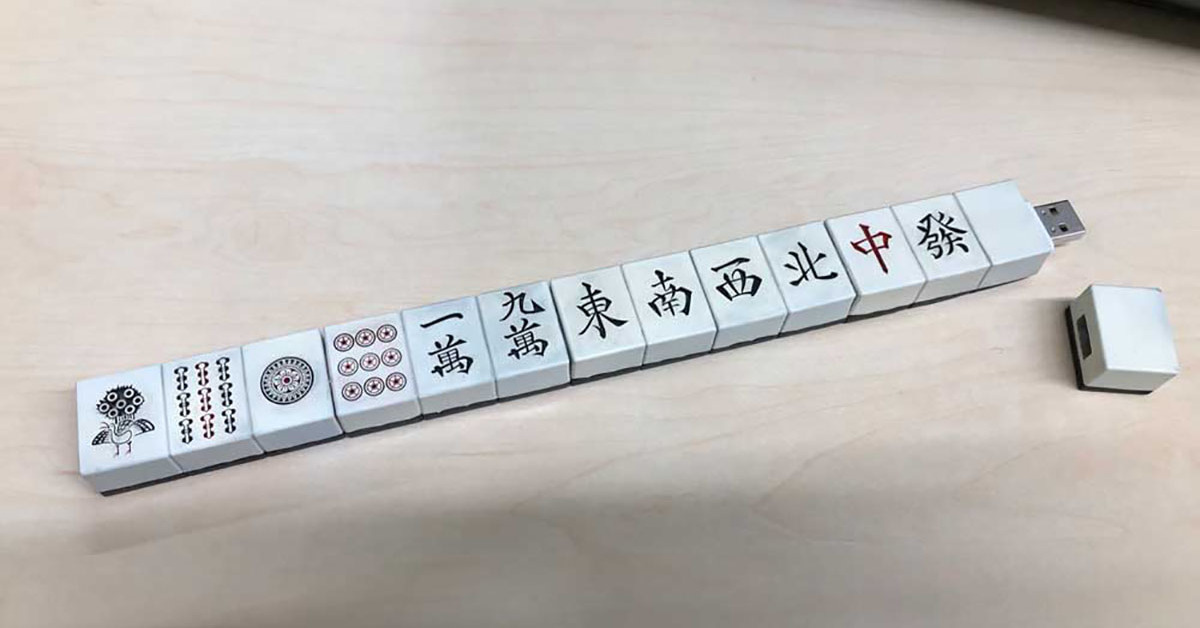 一萬 九萬 東 南 西 北 中 發